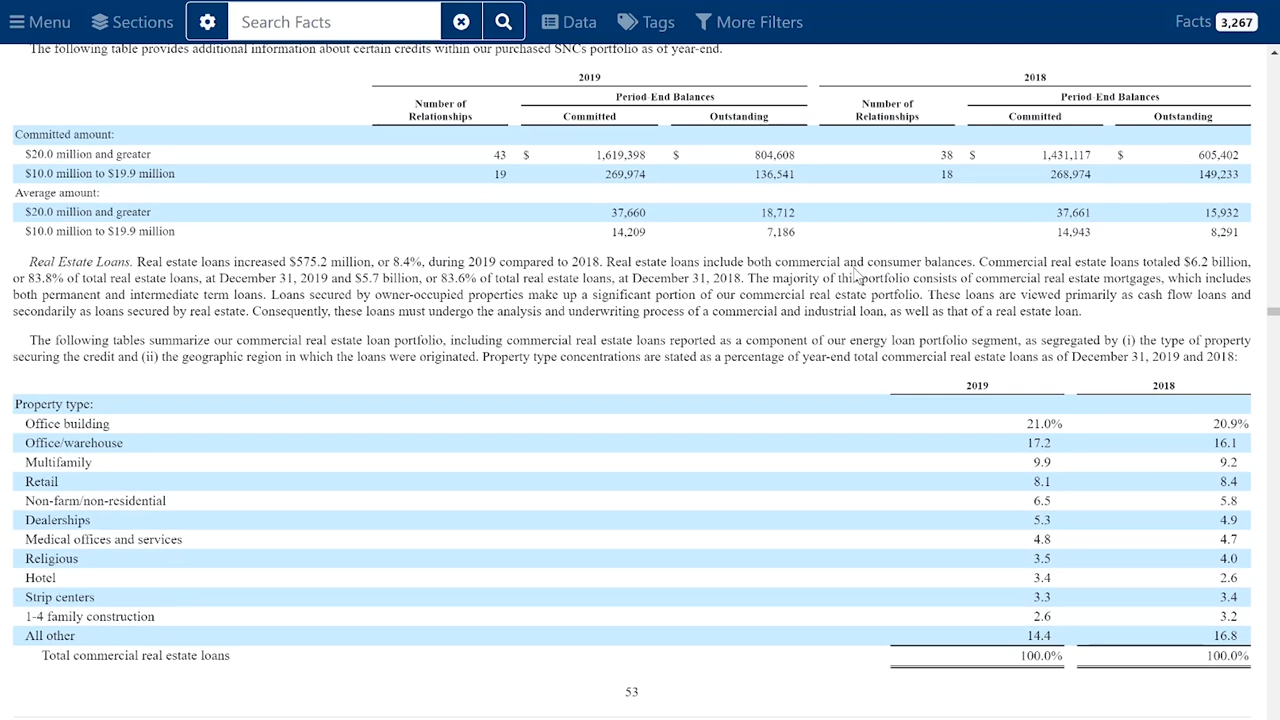 Menu Sections Search Facts Data Tags More Filters Facts 3,267
The following table provides additional information about certain credits within our purchased SNCs portfolio as of year-end.
2019 2018
Number of Relationships Period-End Balances Number of Relationships Period-End Balances
Committed Outstanding Committed Outstanding
Committed amount:
$20.0 million and greater 43 $ 1,619,398 $ 804,608 38 $ 1,431,117 $ 605,402
$10.0 million to $19.9 million 19 269,974 136,541 18 268,974 149,233
Average amount:
$20.0 million and greater 37,660 18,712 37,661 15,932
$10.0 million to $19.9 million 14,209 7,186 14,943 8,291
Real Estate Loans. Real estate loans increased $575.2 million, or 8.4%, during 2019 compared to 2018. Real estate loans include both commercial and consumer balances. Commercial real estate loans totaled $6.2 billion,
or 83.8% of total real estate loans, at December 31, 2019 and $5.7 billion, or 83.6% of total real estate loans, at December 31, 2018. The majority of this portfolio consists of commercial real estate mortgages, which includes
both permanent and intermediate term loans. Loans secured by owner-occupied properties make up a significant portion of our commercial real estate portfolio. These loans are viewed primarily as cash flow loans and
secondarily as loans secured by real estate. Consequently, these loans must undergo the analysis and underwriting process of a commercial and industrial loan, as well as that of a real estate loan.
The following tables summarize our commercial real estate loan portfolio, including commercial real estate loans reported as a component of our energy loan portfolio segment, as segregated by (i) the type of property
securing the credit and (ii) the geographic region in which the loans were originated. Property type concentrations are stated as a percentage of year-end total commercial real estate loans as of December 31, 2019 and 2018:
2019 2018
Property type:
Office building 21.0% 20.9%
Office/warehouse 17.2 16.1
Multifamily 9.9 9.2
Retail 8.1 8.4
Non-farm/non-residential 6.5 5.8
Dealerships 5.3 4.9
Medical offices and services 4.8 4.7
Religious 3.5 4.0
Hotel 3.4 2.6
Strip centers 3.3 3.4
1-4 family construction 2.6 3.2
All other 14.4 16.8
Total commercial real estate loans 100.0% 100.0%
53